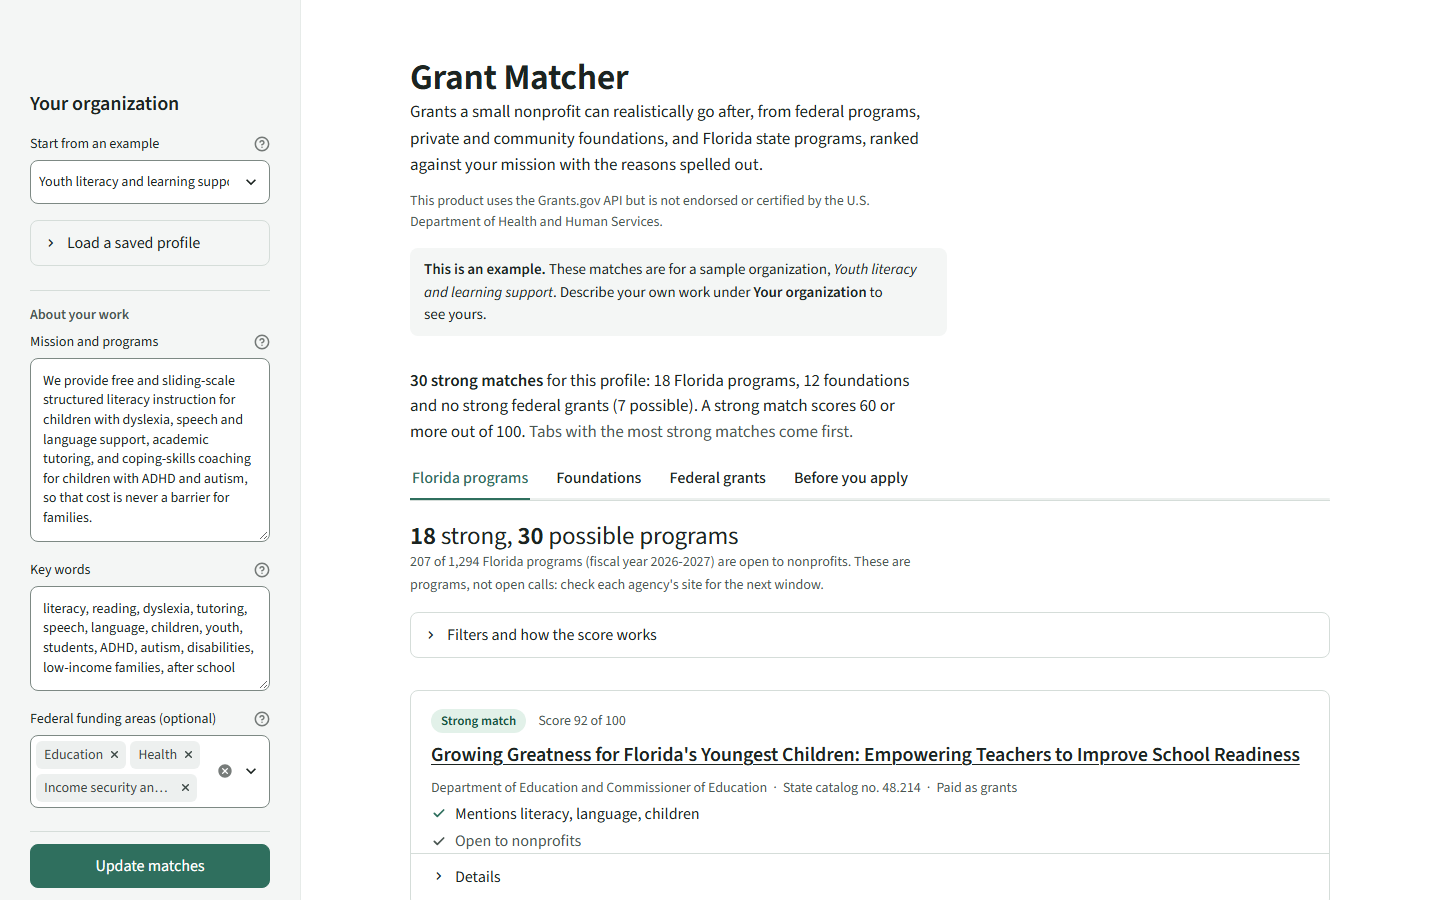 Your organization
Start from an example
Youth literacy and learning supp
Load a saved profile
About your work
Mission and programs
We provide free and sliding-scale
structured literacy instruction for
children with dyslexia, speech and
language support, academic
tutoring, and coping-skills coaching
for children with ADHD and autism,
so that cost is never a barrier for
families.
Key words
literacy, reading, dyslexia, tutoring,
speech, language, children, youth,
students, ADHD, autism, disabilities,
low-income families, after school
Federal funding areas (optional)
Education
Health
Income security an...
Update matches
Grant Matcher
Grants a small nonprofit can realistically go after, from federal programs,
private and community foundations, and Florida state programs, ranked
against your mission with the reasons spelled out.
This product uses the Grants.gov API but is not endorsed or certified by the U.S.
Department of Health and Human Services.
This is an example. These matches are for a sample organization, Youth literacy
and learning support. Describe your own work under Your organization to
see yours.
30 strong matches for this profile: 18 Florida programs, 12 foundations
and no strong federal grants (7 possible). A strong match scores 60 or
more out of 100. Tabs with the most strong matches come first.
Florida programs
Foundations
Federal grants
Before you apply
18 strong, 30 possible programs
207 of 1,294 Florida programs (fiscal year 2026-2027) are open to nonprofits. These are
programs, not open calls: check each agency's site for the next window.
Filters and how the score works
Strong match
Score 92 of 100
Growing Greatness for Florida's Youngest Children: Empowering Teachers to Improve School Readiness
Department of Education and Commissioner of Education · State catalog no. 48.214 · Paid as grants
Mentions literacy, language, children
Open to nonprofits
Details